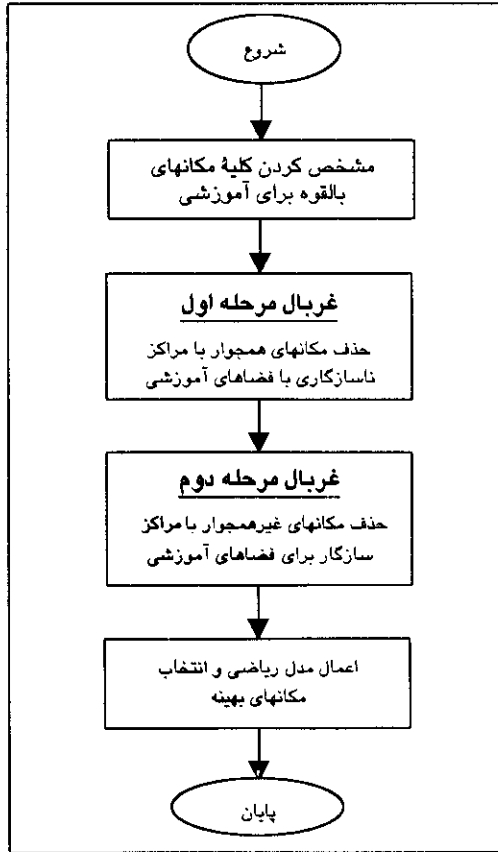 شروع
مشخص کردن کلیهٔ مکانهای
بالقوه برای آموزشی
غربال مرحله اول
حذف مکانهای همجوار با مراکز
ناسازگاری با فضاهای آموزشی
غربال مرحله دوم
حذف مکانهای غیرهمجوار با مراکز
سازگار برای فضاهای آموزشی
اعمال مدل ریاضی و انتخاب
مکانهای بهینه
پایان